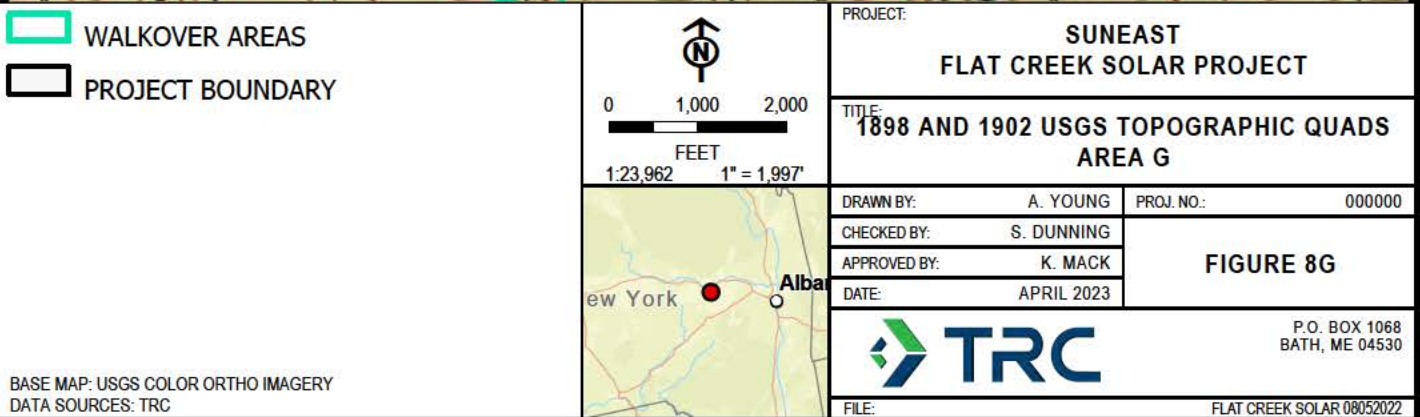 WALKOVER AREAS
PROJECT BOUNDARY
BASE MAP: USGS COLOR ORTHO IMAGERY
DATA SOURCES: TRC
N
0 1,000 2,000
FEET
1:23,962 1" = 1,997'
ew York
Alba
PROJECT:
SUNEAST
FLAT CREEK SOLAR PROJECT
TITLE:
1898 AND 1902 USGS TOPOGRAPHIC QUADS
AREA G
DRAWN BY: A. YOUNG
CHECKED BY: S. DUNNING
APPROVED BY: K. MACK
DATE: APRIL 2023
PROJ. NO.: 000000
FIGURE 8G
TRC
P.O. BOX 1068
BATH, ME 04530
FILE: FLAT CREEK SOLAR 08052022